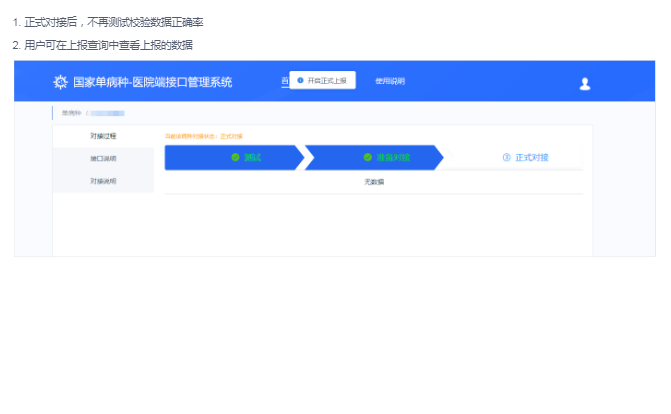 1. 正式对接后，不再测试校验数据正确率
2. 用户可在上报查询中查看上报的数据
国家单病种-医院端接口管理系统
开启正式上报
使用说明
单病种（
对接过程
当前该病种对接状态：正式对接
测试
准备对接
③ 正式对接
接口说明
无数据
对接说明